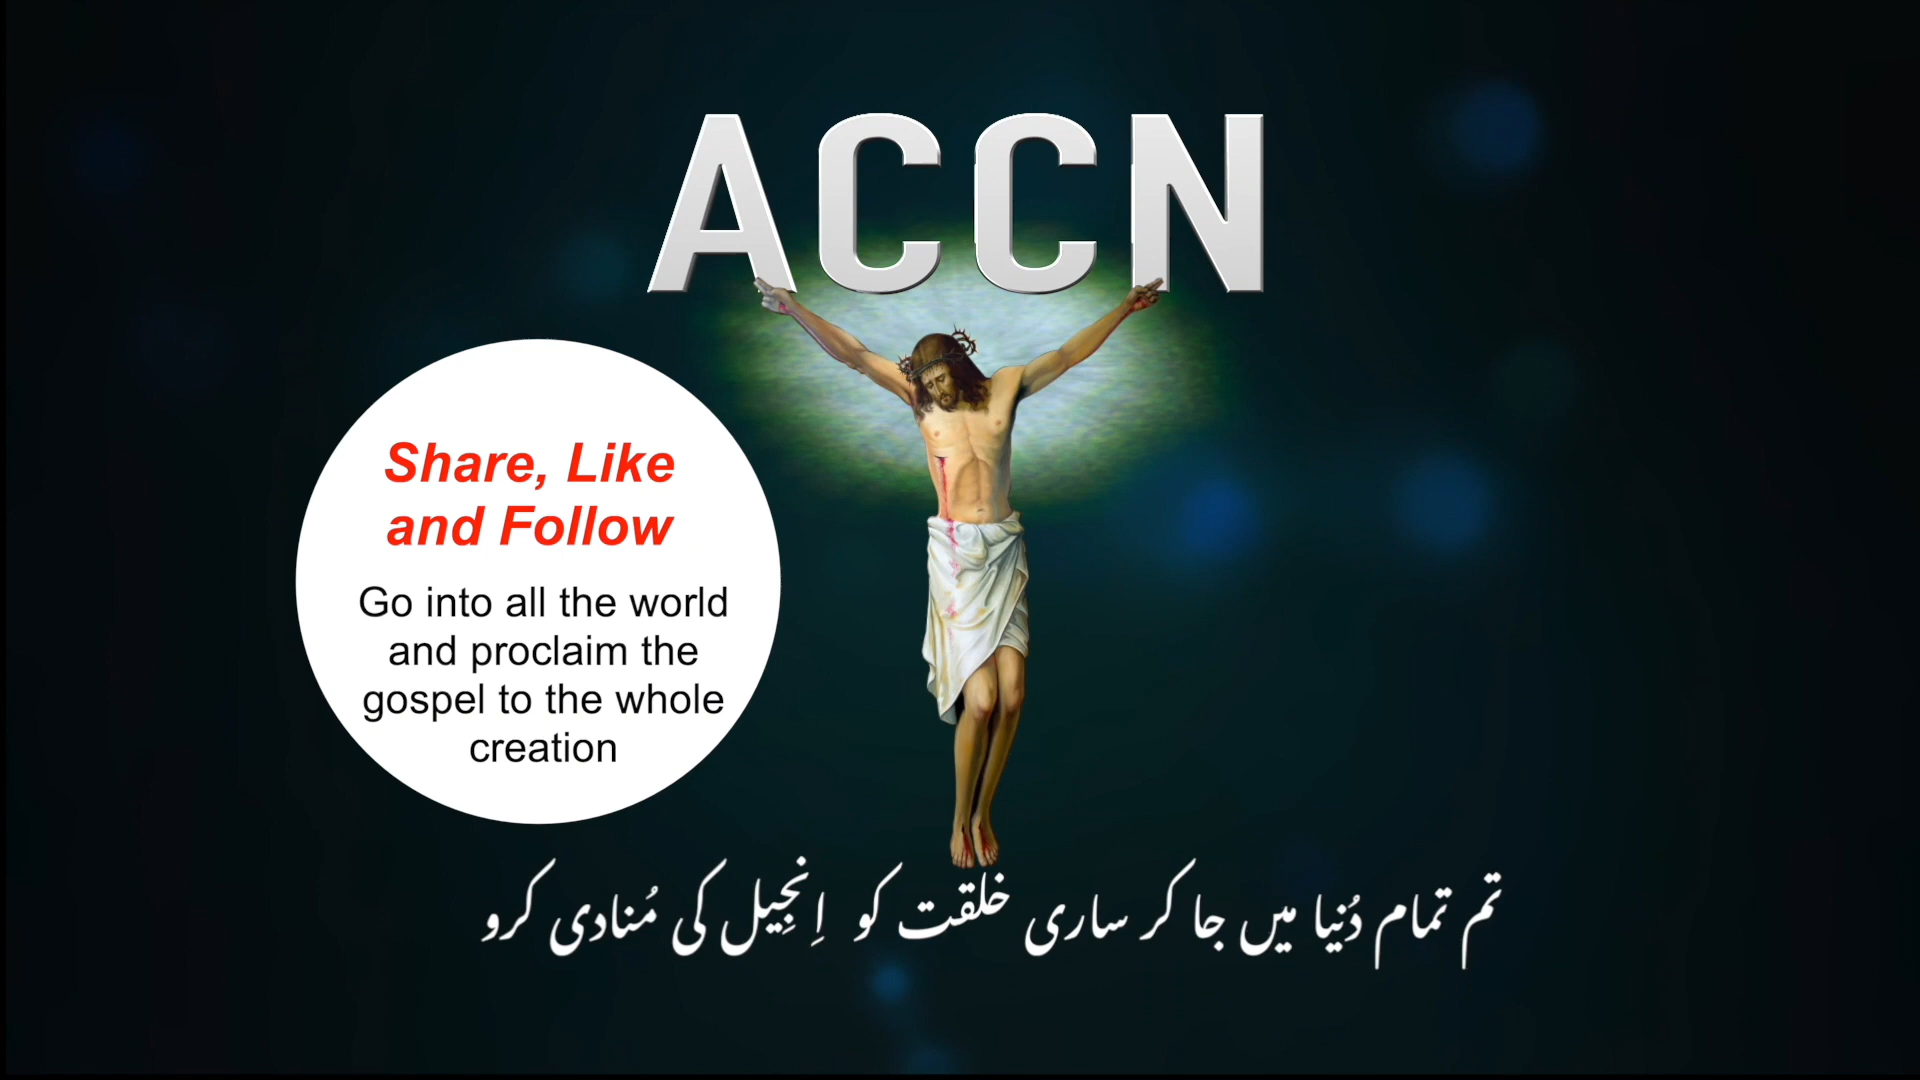 ACCN
Share, Like
and Follow
Go into all the world
and proclaim the
gospel to the whole
creation
تم تمام دُنیا میں جا کر ساری خلقت کو اِنجِیل کی مُنادی کرو